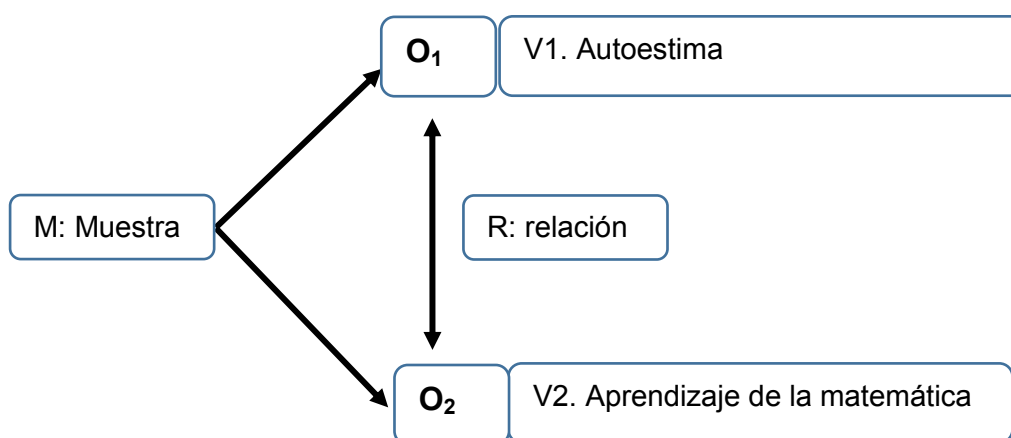 O₁ V1. Autoestima
M: Muestra R: relación
O₂ V2. Aprendizaje de la matemática